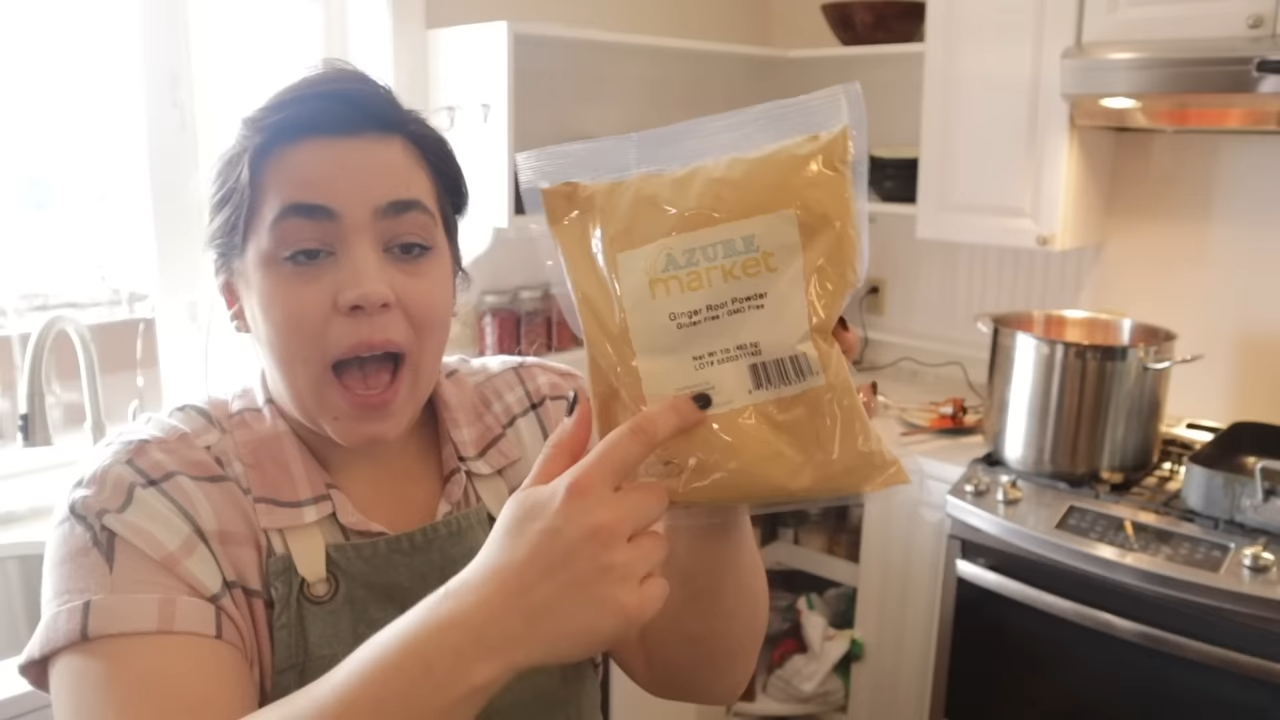 AZURE
market
Ginger Root Powder
Gluten Free / GMO Free
Net Wt 1lb (453.6g)